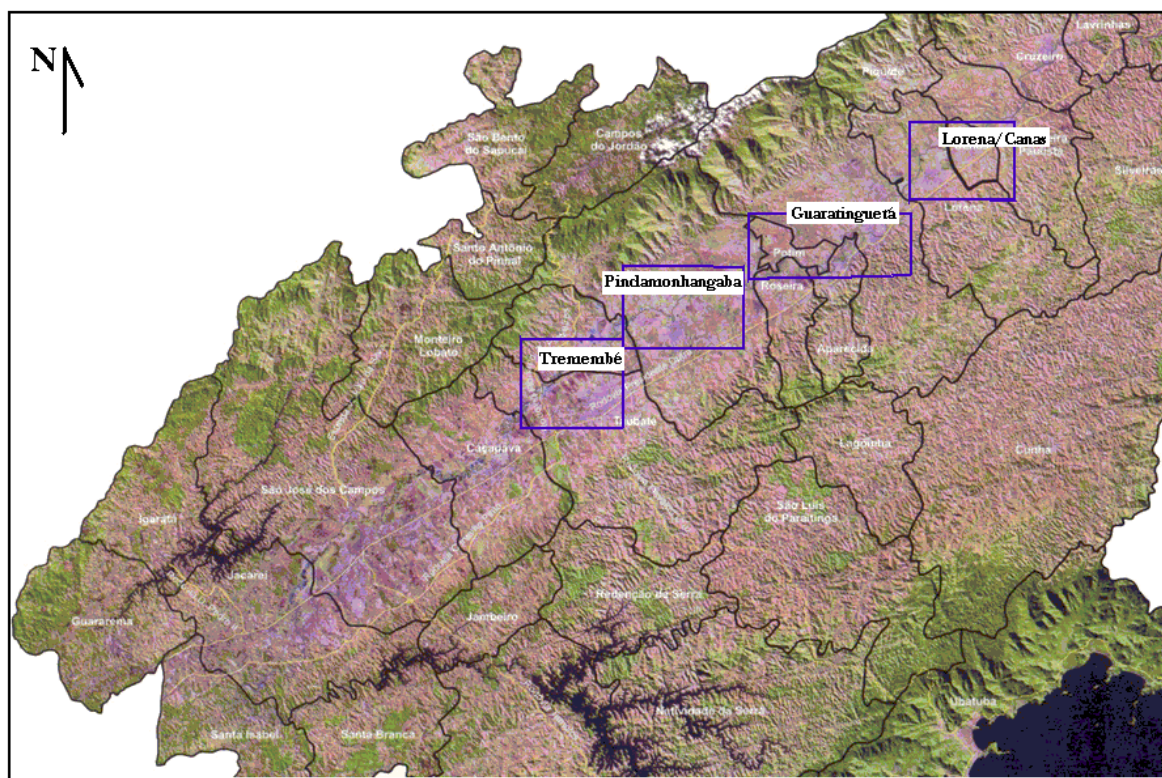 N
Lavrinhas
Cruzeiro
Piquete
São Bento
do Sapucaí
Campos
do Jordão
Lorena/Canas
Paulista
Silveiras
Lorena
Guaratinguetá
Potim
Santo Antônio
do Pinhal
Pindamonhangaba
Roseira
Monteiro
Lobato
Aparecida
Tremembé
Taubaté
Caçapava
Lagoinha
Cunha
São José dos Campos
São Luis
do Paraitinga
Igaratá
Jacareí
Redenção da Serra
Jambeiro
Guararema
Natividade da Serra
Ubatuba
Santa Isabel
Santa Branca